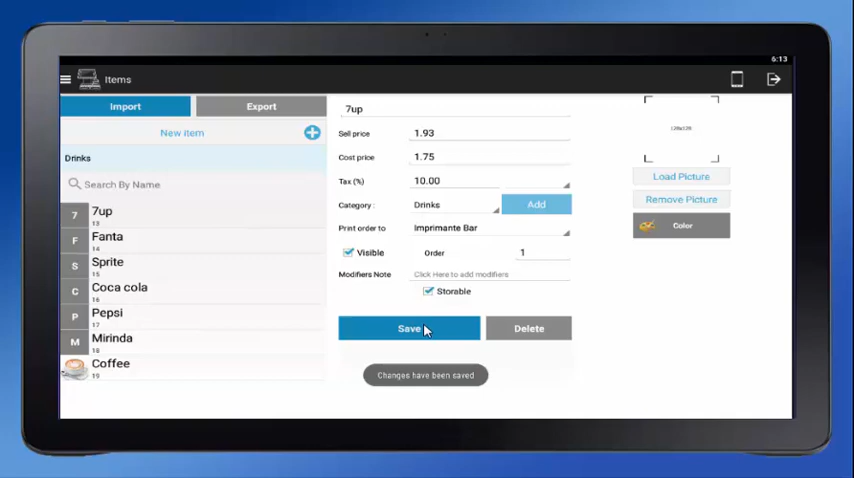 6:13
Items
Import
Export
New item
Drinks
Search By Name
7
7up
13
F
Fanta
14
S
Sprite
15
C
Coca cola
16
P
Pepsi
17
M
Mirinda
18
Coffee
19
7up
Sell price
1.93
Cost price
1.75
Tax (%)
10.00
Category :
Drinks
Add
Print order to
Imprimante Bar
Visible
Order
1
Modifiers Note
Click Here to add modifiers
Storable
Save
Delete
Changes have been saved
128x128
Load Picture
Remove Picture
Color